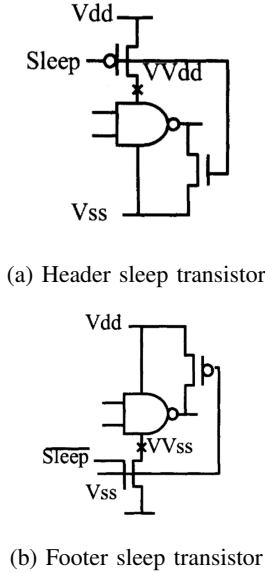 Vdd
Sleep
VVdd
Vss
(a) Header sleep transistor
Vdd
VVss
Sleep
Vss
(b) Footer sleep transistor